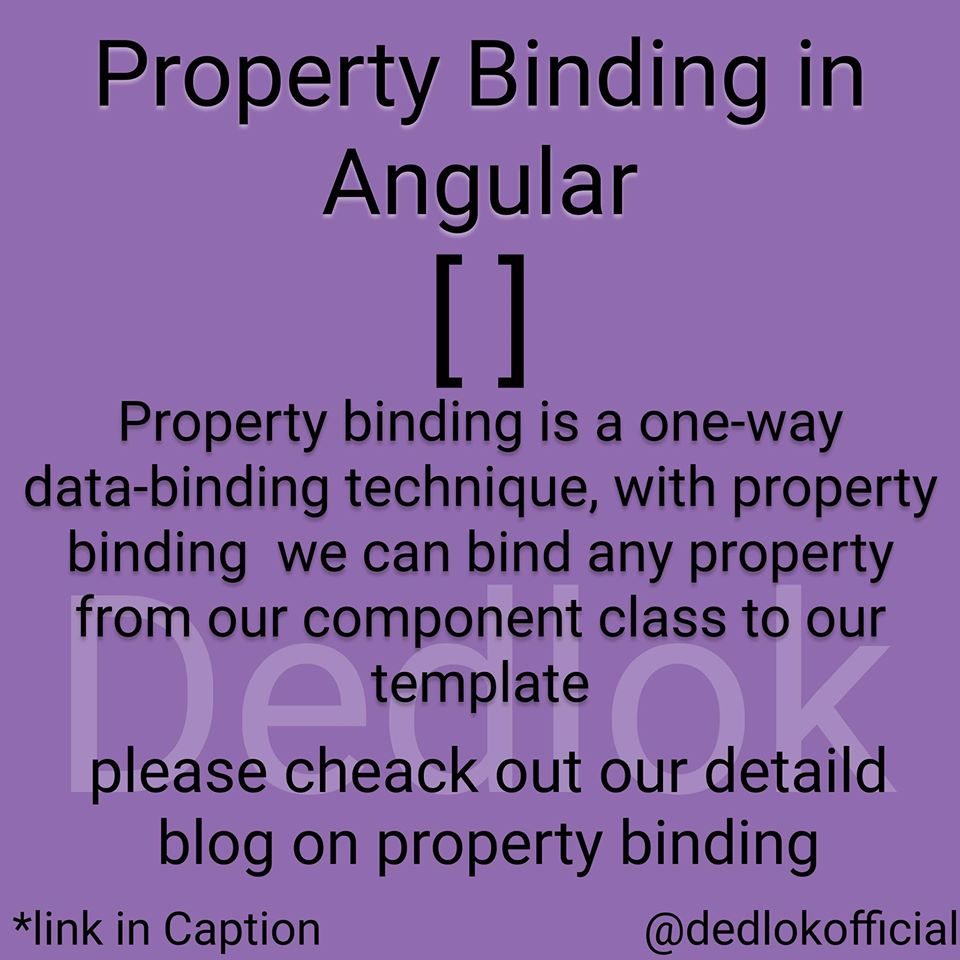 Property Binding in
Angular
[ ]
Property binding is a one-way
data-binding technique, with property
binding  we can bind any property
from our component class to our
template
Dedlok
please cheack out our detaild
blog on property binding
*link in Caption
@dedlokofficial